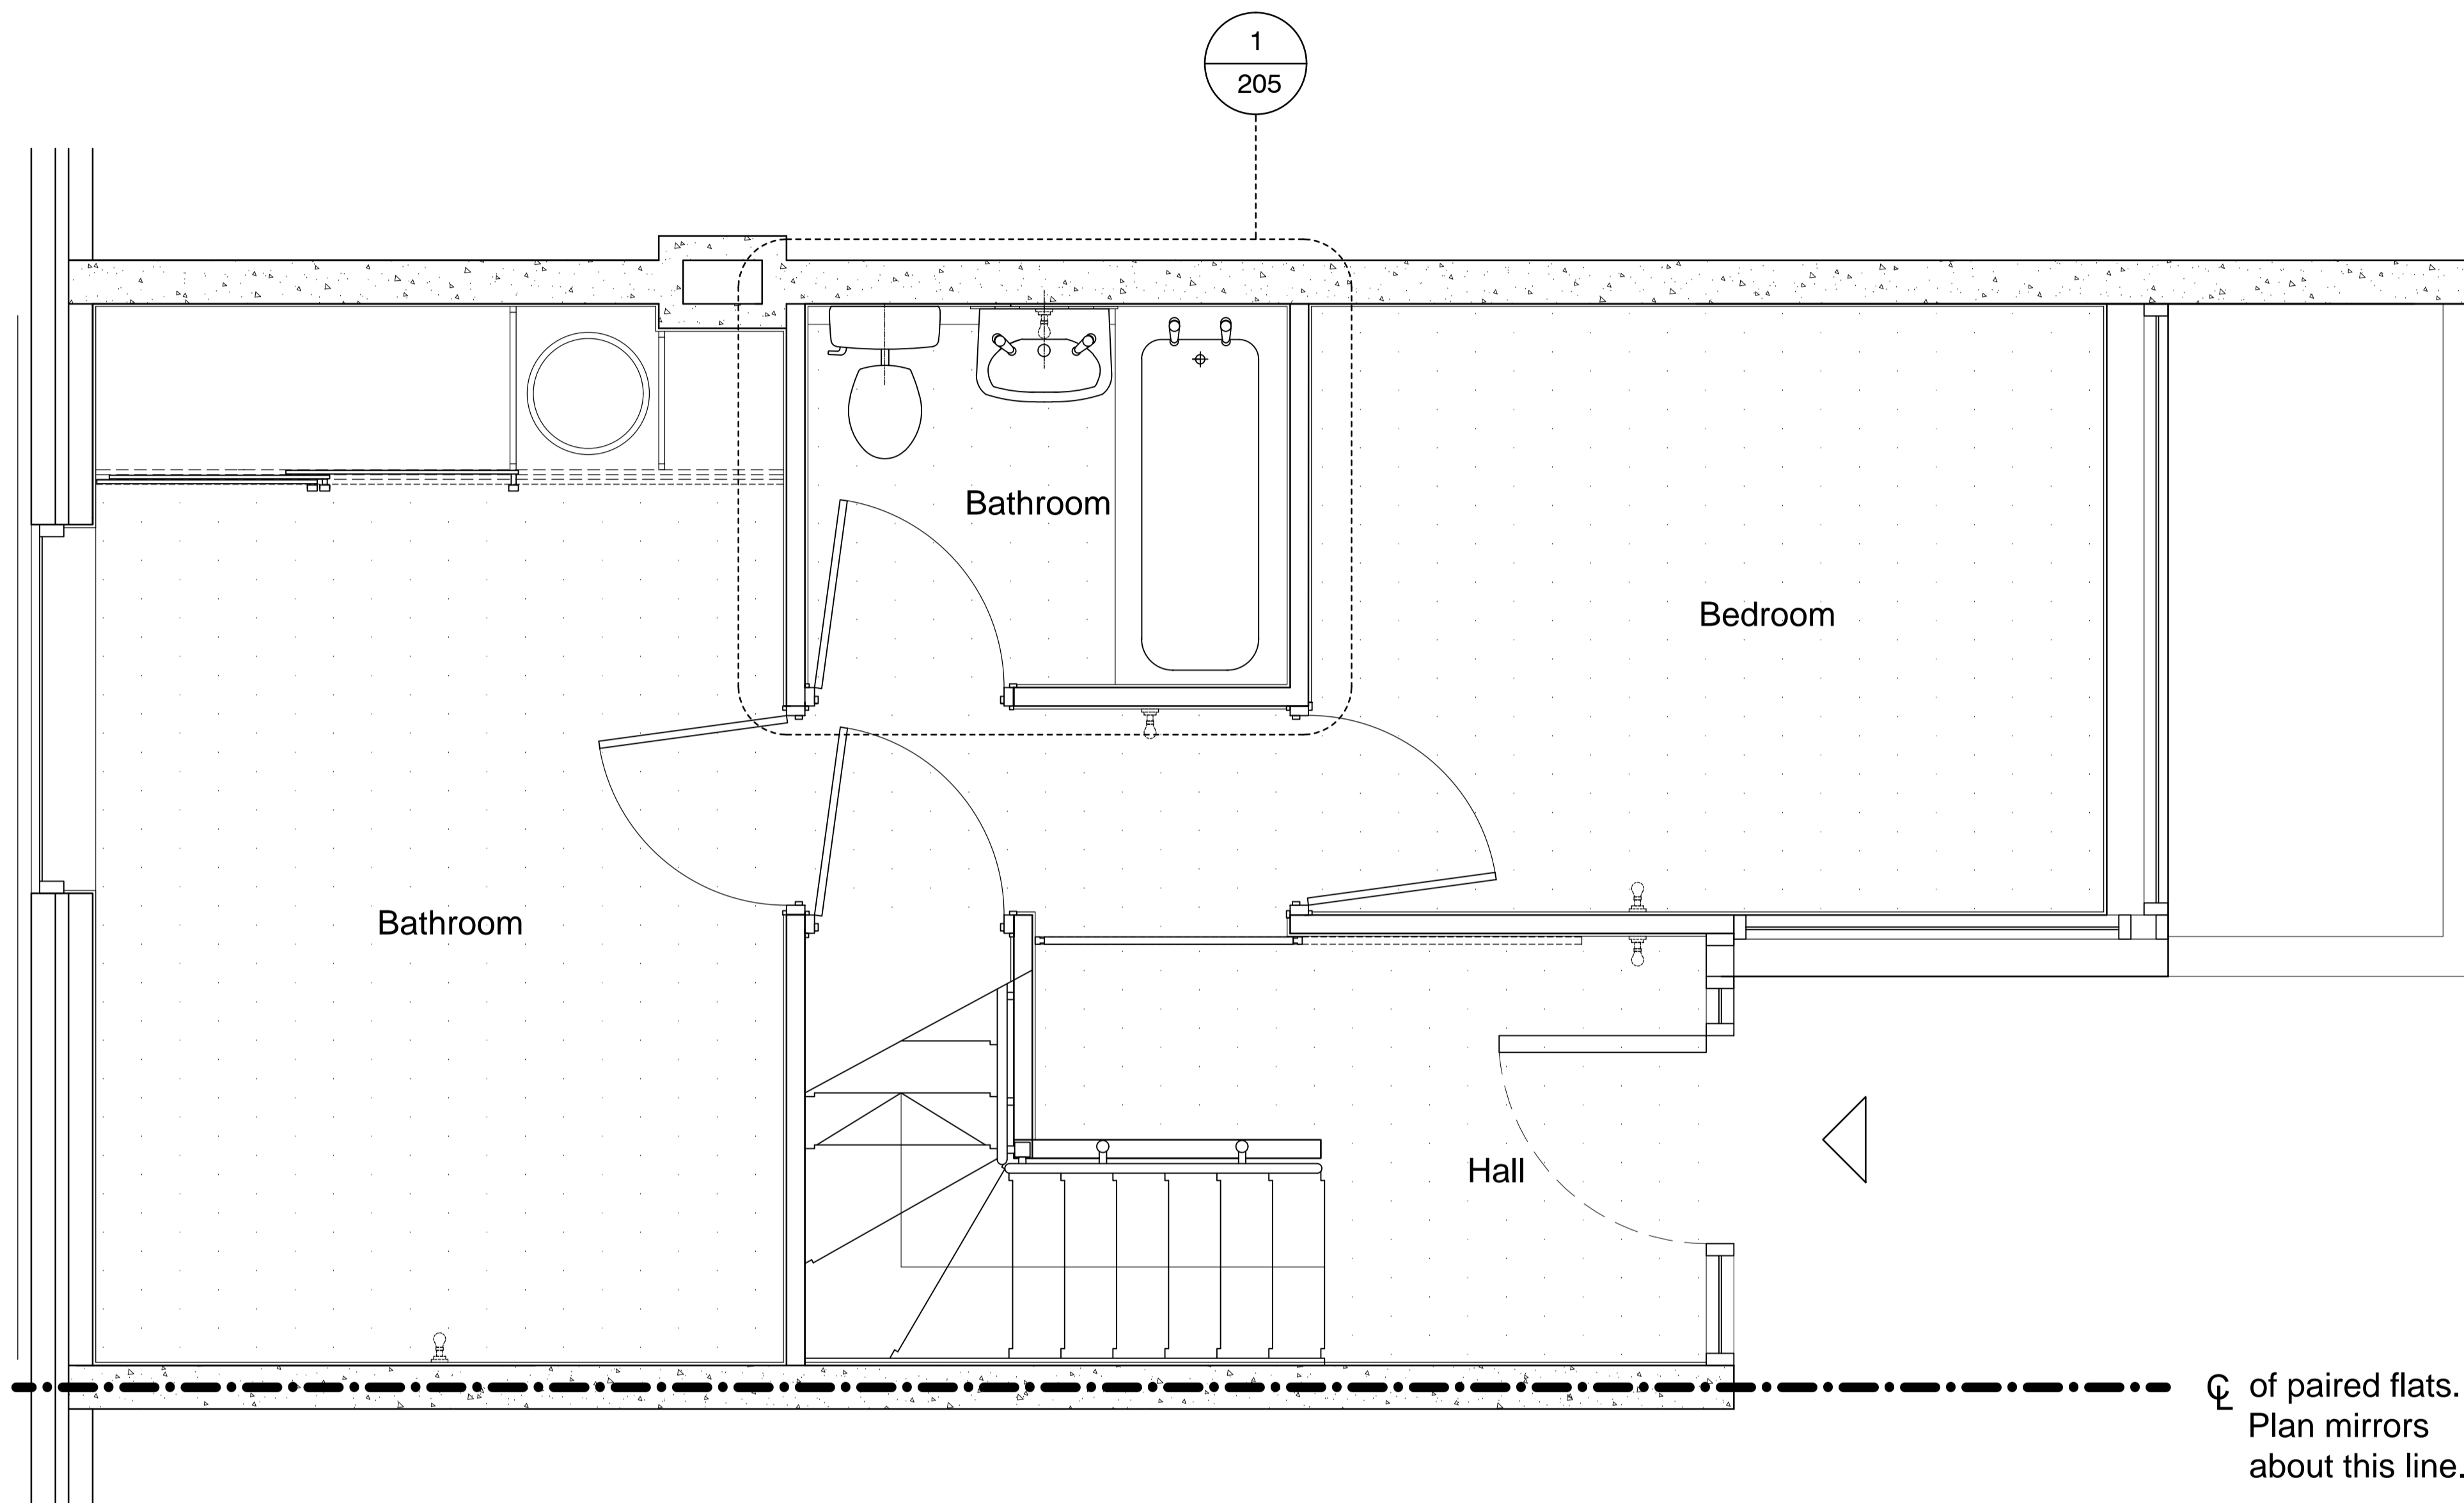 1
205
Bathroom
Bedroom
Bathroom
Hall
℄ of paired flats.
Plan mirrors
about this line.